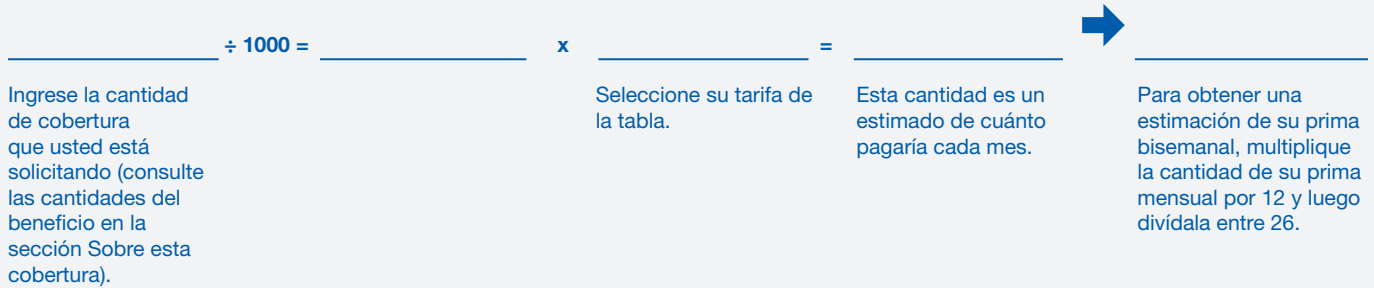 ÷ 1000 = x =
Ingrese la cantidad
de cobertura
que usted está
solicitando (consulte
las cantidades del
beneficio en la
sección Sobre esta
cobertura).
Seleccione su tarifa de
la tabla.
Esta cantidad es un
estimado de cuánto
pagaría cada mes.
Para obtener una
estimación de su prima
bisemanal, multiplique
la cantidad de su prima
mensual por 12 y luego
divídala entre 26.